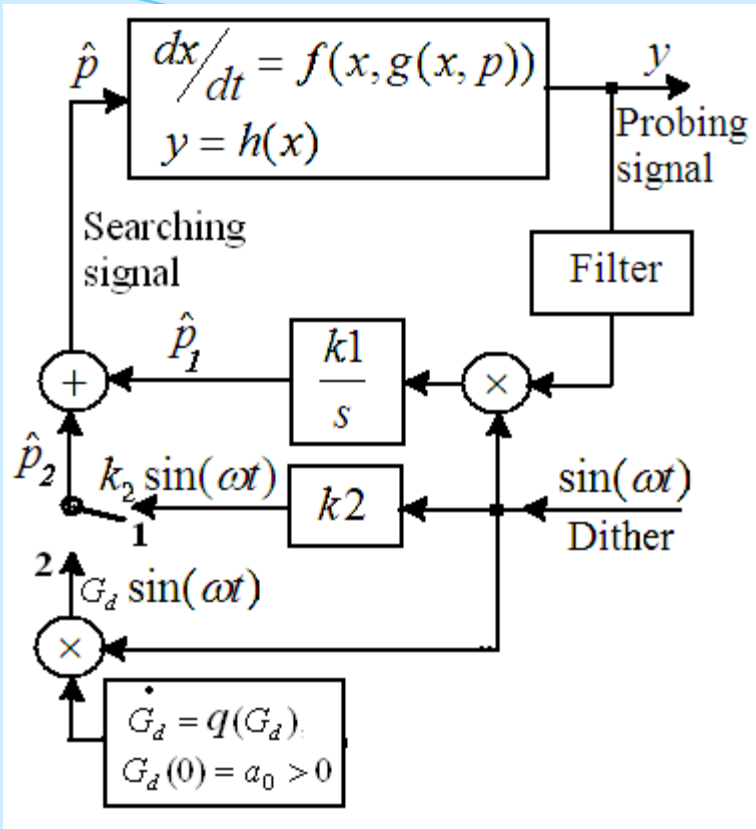 p̂
dx/dt = f(x, g(x, p))
y = h(x)
y
Probing
signal
Searching
signal
Filter
p̂₁
k1
s
×
+
p̂₂
k₂ sin(ωt)
k2
sin(ωt)
Dither
1
2
G_d sin(ωt)
×
Ġ_d = q(G_d)
G_d(0) = a₀ > 0